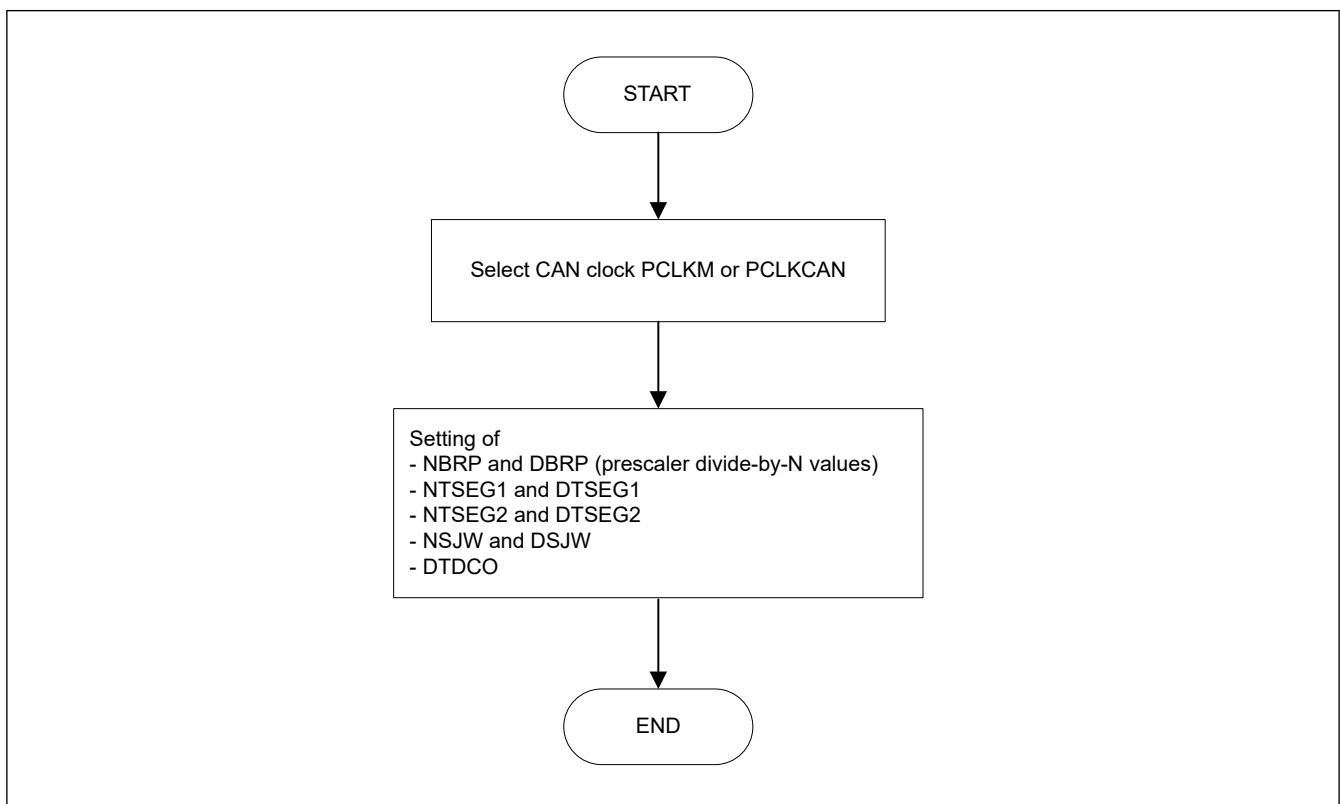 START
Select CAN clock PCLKM or PCLKCAN
Setting of
- NBRP and DBRP (prescaler divide-by-N values)
- NTSEG1 and DTSEG1
- NTSEG2 and DTSEG2
- NSJW and DSJW
- DTDCO
END